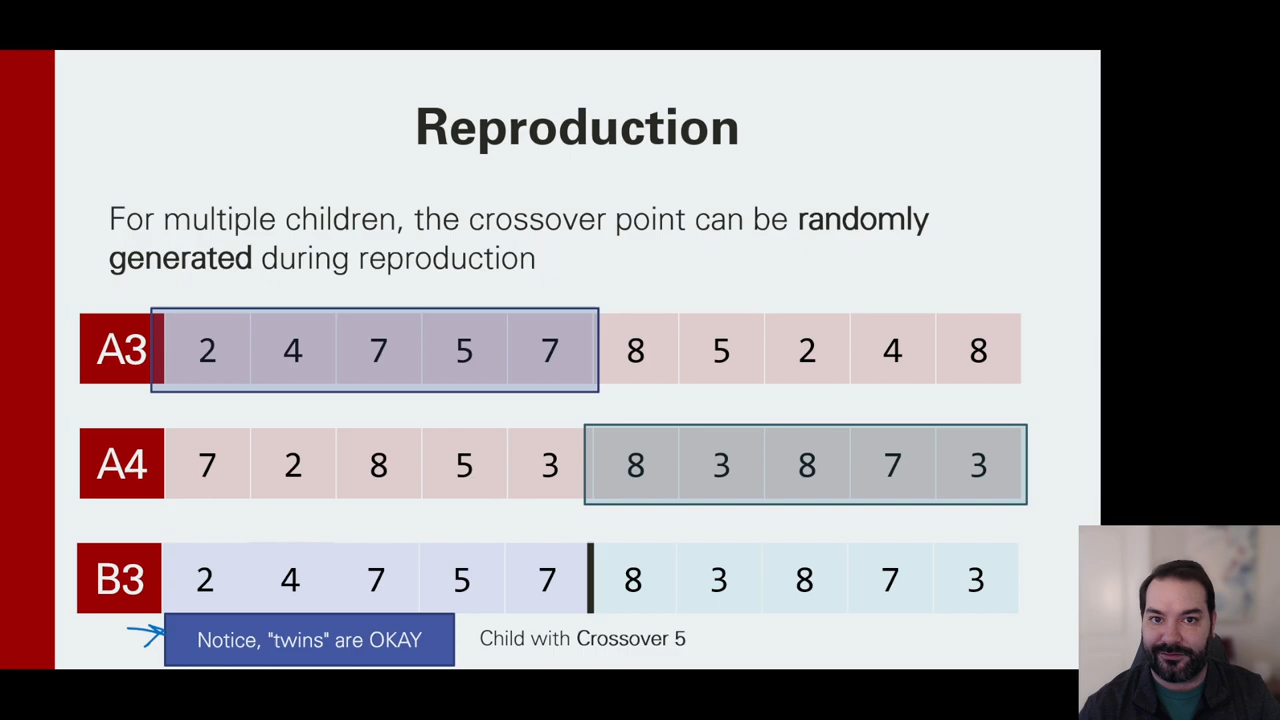 Reproduction
For multiple children, the crossover point can be randomly
generated during reproduction
A3 2 4 7 5 7 8 5 2 4 8
A4 7 2 8 5 3 8 3 8 7 3
B3 2 4 7 5 7 8 3 8 7 3
Notice, "twins" are OKAY Child with Crossover 5